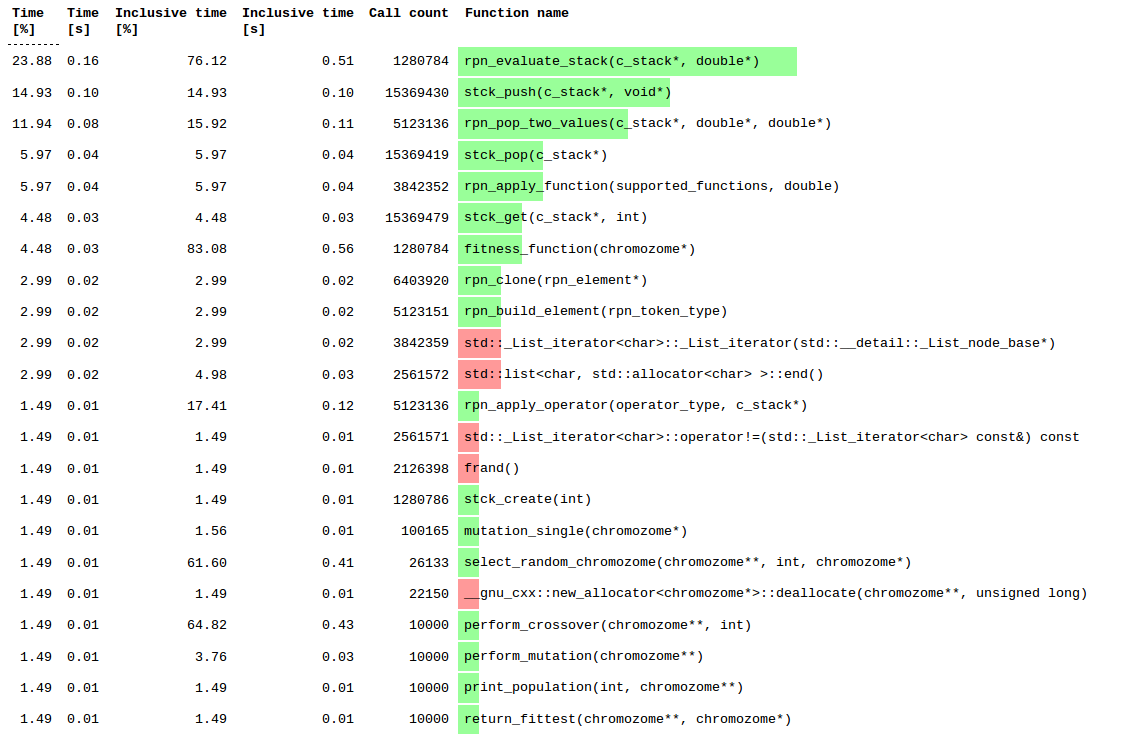 Time Time Inclusive time Inclusive time Call count Function name
[%] [s] [%] [s]
---------
23.88 0.16 76.12 0.51 1280784 rpn_evaluate_stack(c_stack*, double*)
14.93 0.10 14.93 0.10 15369430 stck_push(c_stack*, void*)
11.94 0.08 15.92 0.11 5123136 rpn_pop_two_values(c_stack*, double*, double*)
5.97 0.04 5.97 0.04 15369419 stck_pop(c_stack*)
5.97 0.04 5.97 0.04 3842352 rpn_apply_function(supported_functions, double)
4.48 0.03 4.48 0.03 15369479 stck_get(c_stack*, int)
4.48 0.03 83.08 0.56 1280784 fitness_function(chromozome*)
2.99 0.02 2.99 0.02 6403920 rpn_clone(rpn_element*)
2.99 0.02 2.99 0.02 5123151 rpn_build_element(rpn_token_type)
2.99 0.02 2.99 0.02 3842359 std::_List_iterator<char>::_List_iterator(std::__detail::_List_node_base*)
2.99 0.02 4.98 0.03 2561572 std::list<char, std::allocator<char> >::end()
1.49 0.01 17.41 0.12 5123136 rpn_apply_operator(operator_type, c_stack*)
1.49 0.01 1.49 0.01 2561571 std::_List_iterator<char>::operator!=(std::_List_iterator<char> const&) const
1.49 0.01 1.49 0.01 2126398 frand()
1.49 0.01 1.49 0.01 1280786 stck_create(int)
1.49 0.01 1.56 0.01 100165 mutation_single(chromozome*)
1.49 0.01 61.60 0.41 26133 select_random_chromozome(chromozome**, int, chromozome*)
1.49 0.01 1.49 0.01 22150 __gnu_cxx::new_allocator<chromozome*>::deallocate(chromozome**, unsigned long)
1.49 0.01 64.82 0.43 10000 perform_crossover(chromozome**, int)
1.49 0.01 3.76 0.03 10000 perform_mutation(chromozome**)
1.49 0.01 1.49 0.01 10000 print_population(int, chromozome**)
1.49 0.01 1.49 0.01 10000 return_fittest(chromozome**, chromozome*)